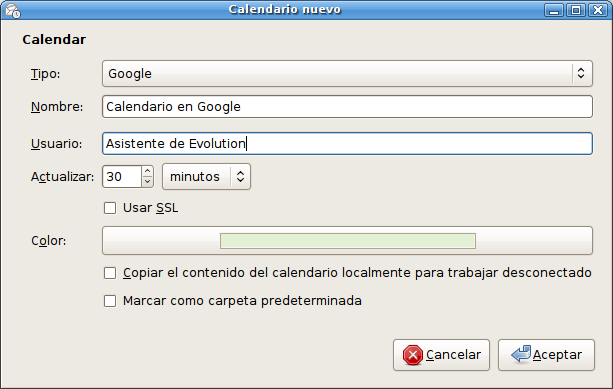 Calendario nuevo
Calendar
Tipo: Google
Nombre: Calendario en Google
Usuario: Asistente de Evolution
Actualizar: 30 minutos
Usar SSL
Color:
Copiar el contenido del calendario localmente para trabajar desconectado
Marcar como carpeta predeterminada
Cancelar Aceptar